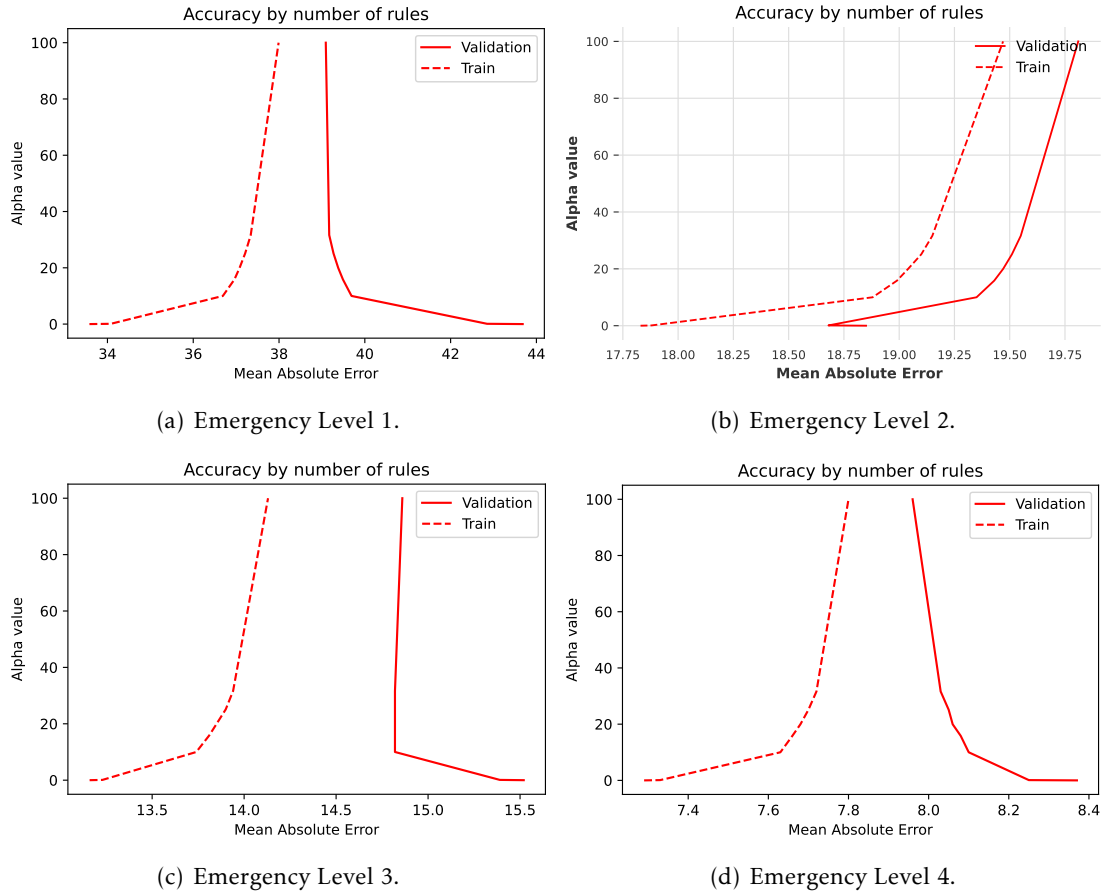 Accuracy by number of rules
100
80
60
40
20
0
Alpha value
Validation
Train
34 36 38 40 42 44
Mean Absolute Error
(a) Emergency Level 1.
Accuracy by number of rules
100
80
60
40
20
0
Alpha value
Validation
Train
17.75 18.00 18.25 18.50 18.75 19.00 19.25 19.50 19.75
Mean Absolute Error
(b) Emergency Level 2.
Accuracy by number of rules
100
80
60
40
20
0
Alpha value
Validation
Train
13.5 14.0 14.5 15.0 15.5
Mean Absolute Error
(c) Emergency Level 3.
Accuracy by number of rules
100
80
60
40
20
0
Alpha value
Validation
Train
7.4 7.6 7.8 8.0 8.2 8.4
Mean Absolute Error
(d) Emergency Level 4.